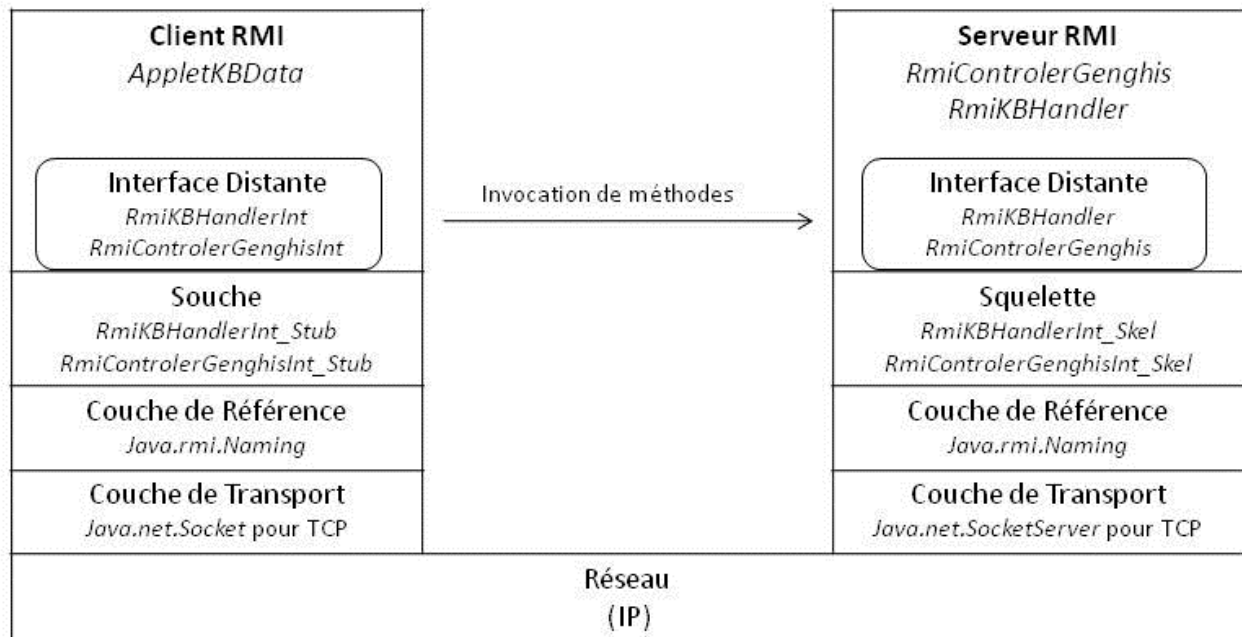 Client RMI
AppletKBData
Interface Distante
RmiKBHandlerInt
RmiControlerGenghisInt
Souche
RmiKBHandlerInt_Stub
RmiControlerGenghisInt_Stub
Couche de Référence
Java.rmi.Naming
Couche de Transport
Java.net.Socket pour TCP
Invocation de méthodes
Serveur RMI
RmiControlerGenghis
RmiKBHandler
Interface Distante
RmiKBHandler
RmiControlerGenghis
Squelette
RmiKBHandlerInt_Skel
RmiControlerGenghisInt_Skel
Couche de Référence
Java.rmi.Naming
Couche de Transport
Java.net.SocketServer pour TCP
Réseau
(IP)